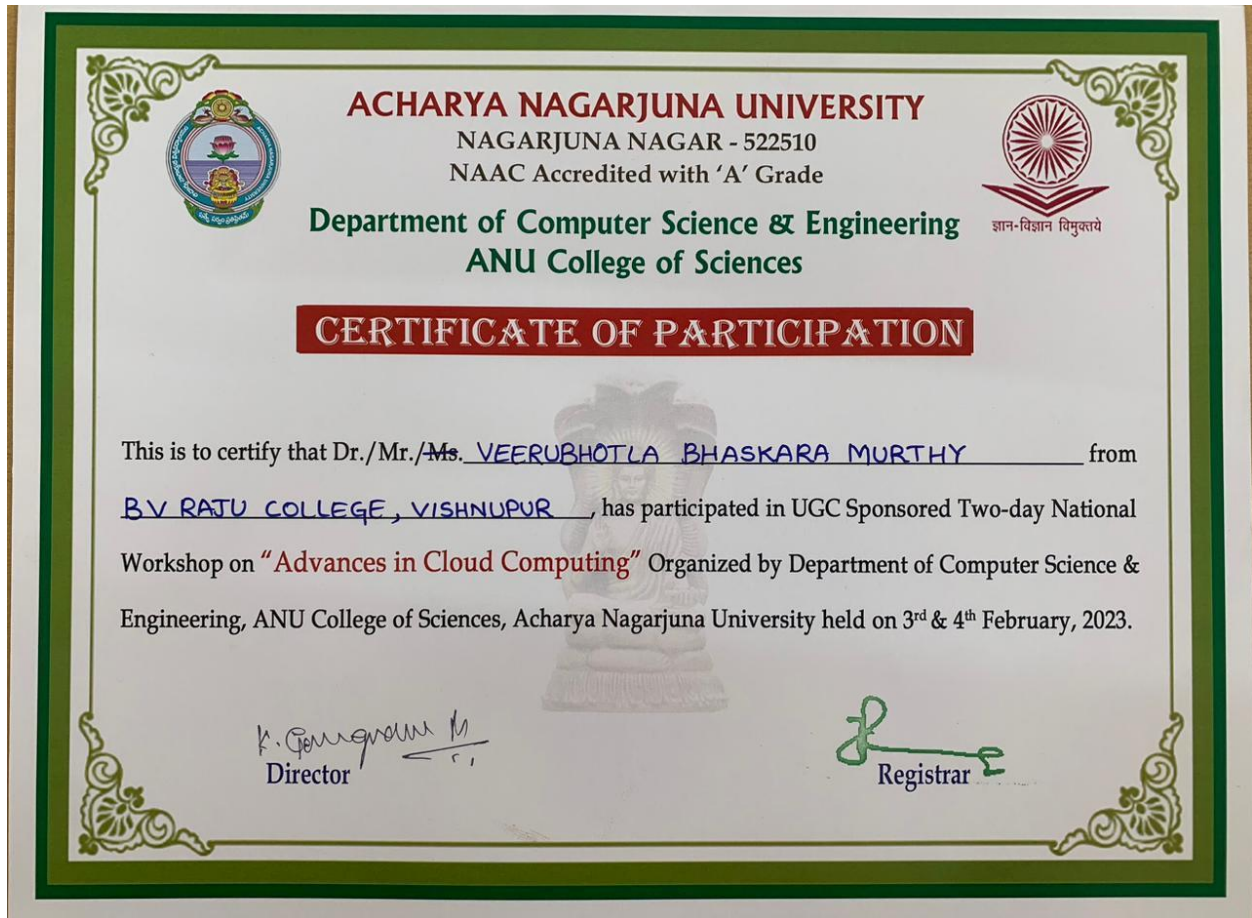 ACHARYA NAGARJUNA UNIVERSITY
NAGARJUNA NAGAR - 522510
NAAC Accredited with ‘A’ Grade
Department of Computer Science & Engineering
ANU College of Sciences
ज्ञान-विज्ञान विमुक्तये
CERTIFICATE OF PARTICIPATION
This is to certify that Dr./Mr./Ms. VEERUBHOTLA BHASKARA MURTHY from
BV RAJU COLLEGE, VISHNUPUR, has participated in UGC Sponsored Two-day National
Workshop on “Advances in Cloud Computing” Organized by Department of Computer Science &
Engineering, ANU College of Sciences, Acharya Nagarjuna University held on 3rd & 4th February, 2023.
Director
Registrar